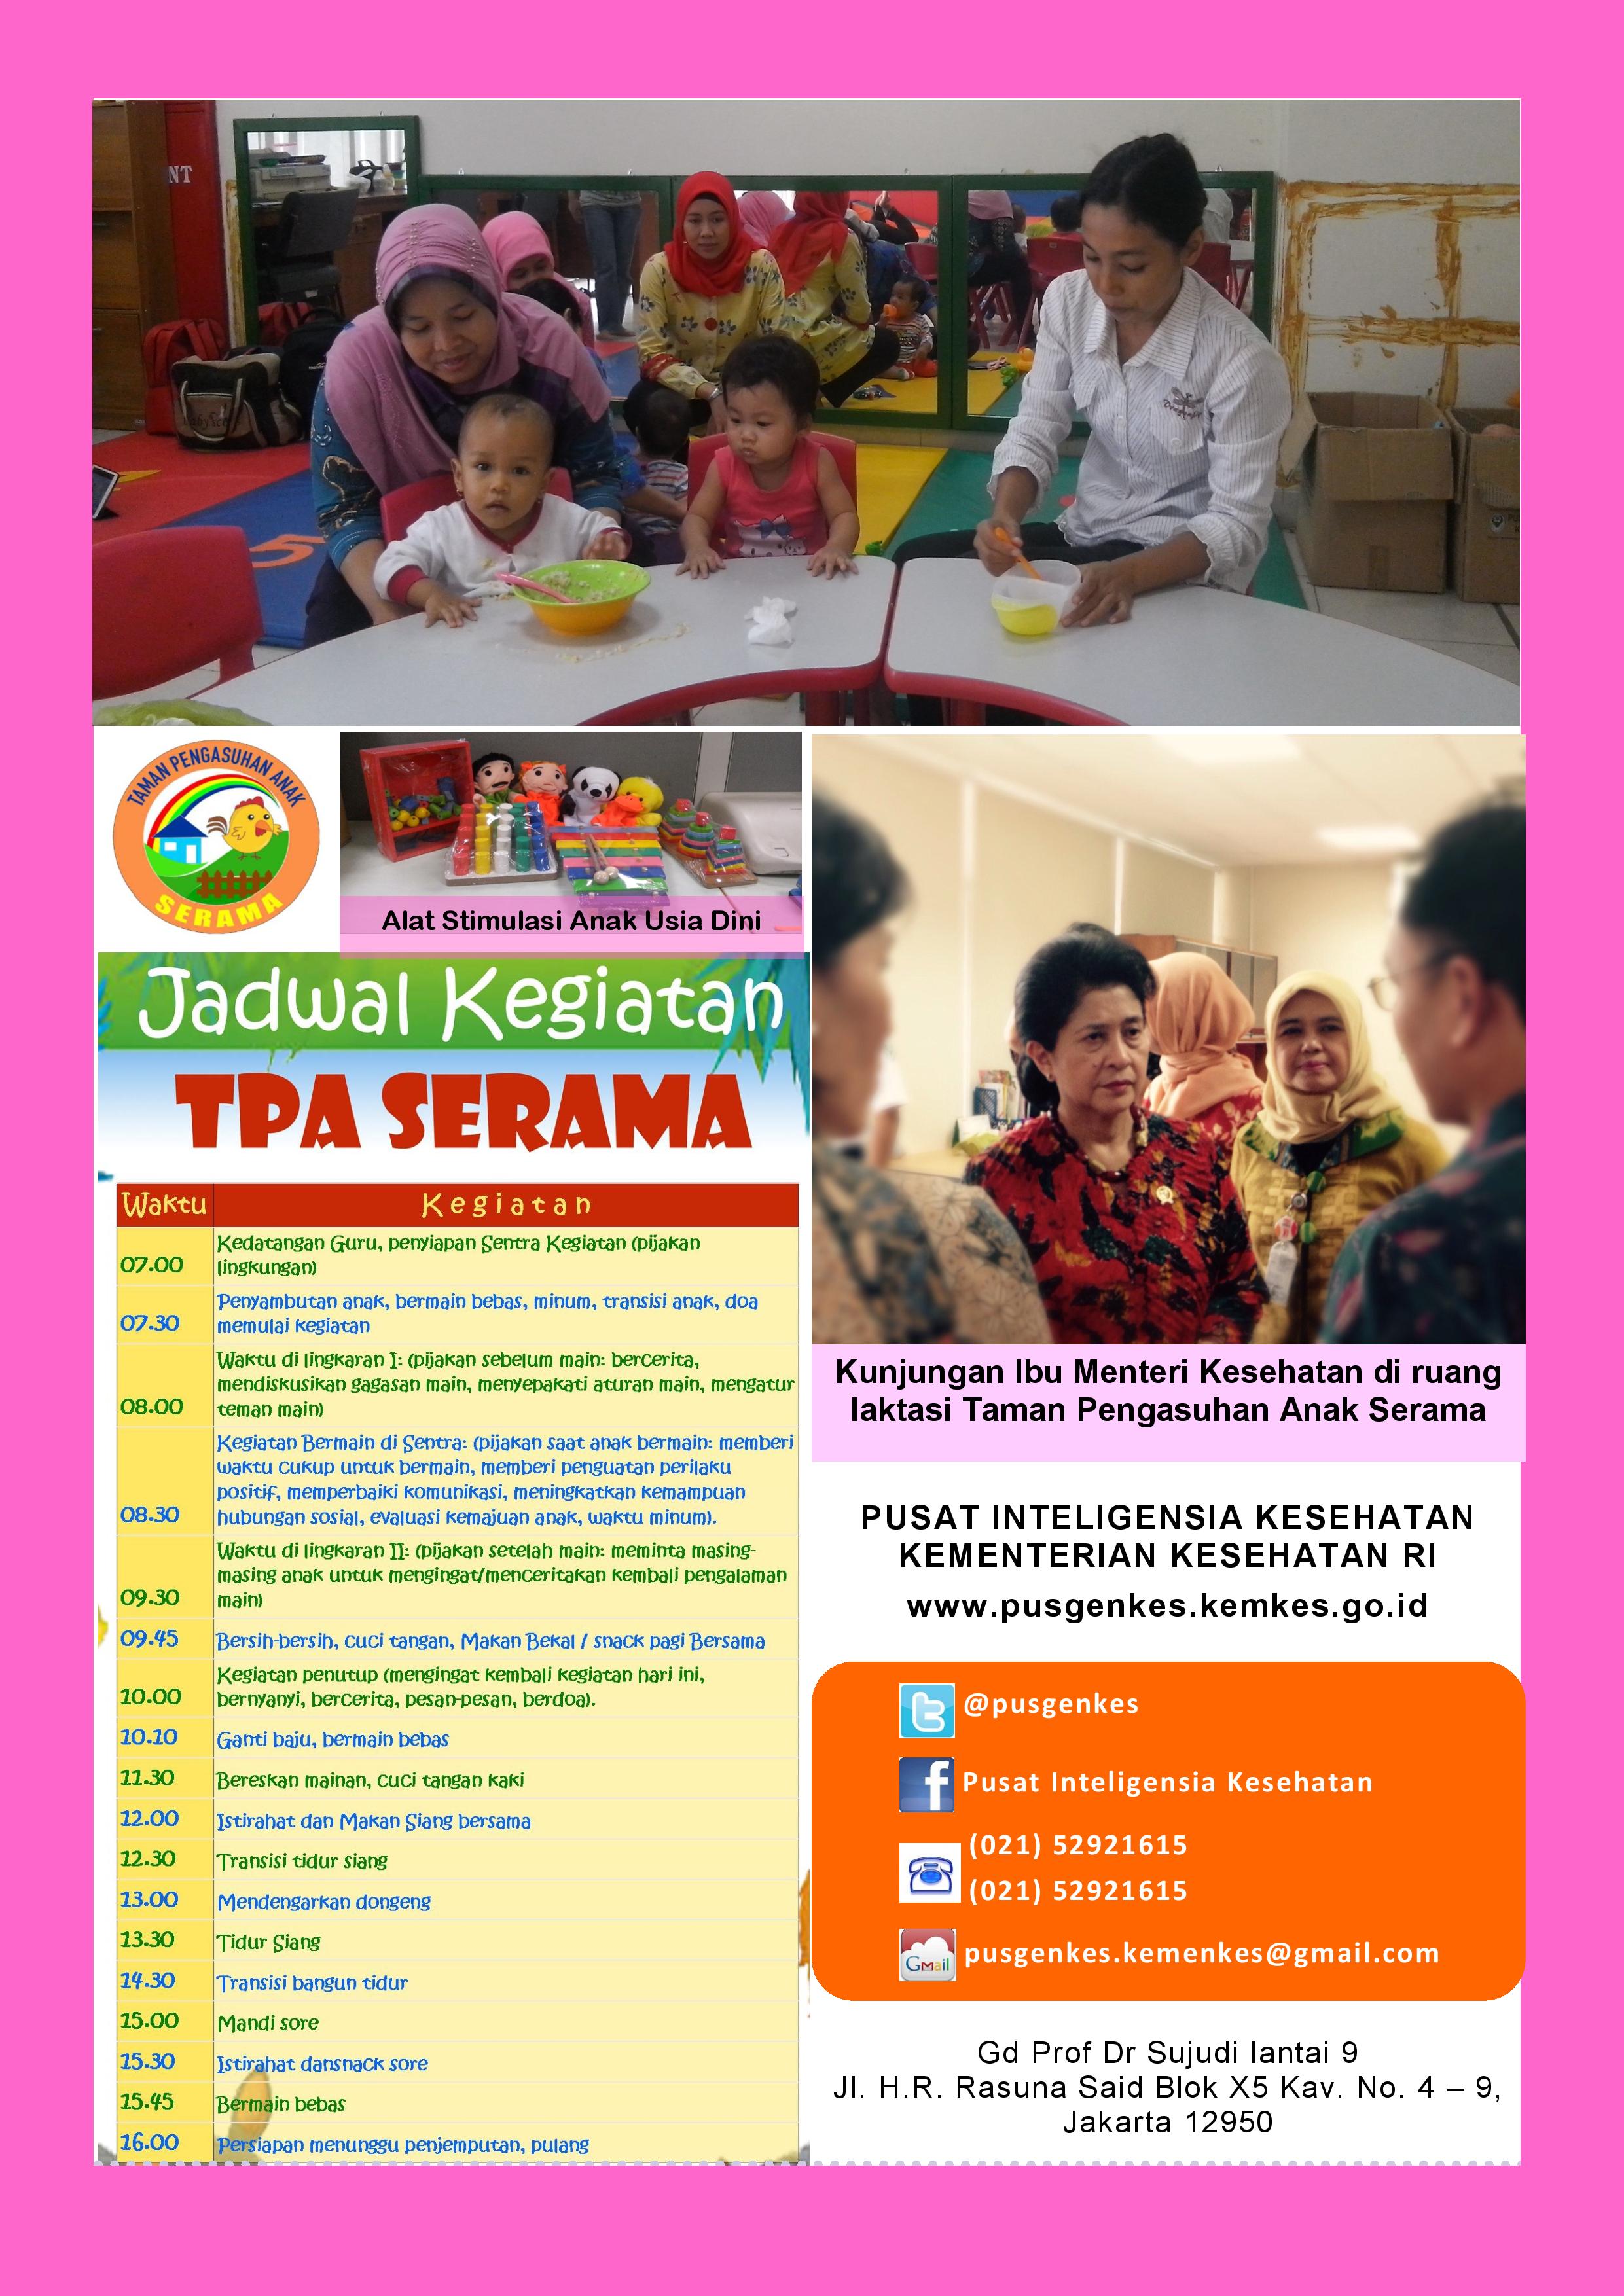 NT
TAMAN PENGASUHAN ANAK
SERAMA
Alat Stimulasi Anak Usia Dini
Jadwal Kegiatan
TPA SERAMA
Waktu Kegiatan
07.00 Kedatangan Guru, penyiapan Sentra Kegiatan (pijakan
lingkungan)
07.30 Penyambutan anak, bermain bebas, minum, transisi anak, doa
memulai kegiatan
08.00 Waktu di lingkaran I: (pijakan sebelum main: bercerita,
mendiskusikan gagasan main, menyepakati aturan main, mengatur
teman main)
08.30 Kegiatan Bermain di Sentra: (pijakan saat anak bermain: memberi
waktu cukup untuk bermain, memberi penguatan perilaku
positif, memperbaiki komunikasi, meningkatkan kemampuan
hubungan sosial, evaluasi kemajuan anak, waktu minum).
09.30 Waktu di lingkaran II: (pijakan setelah main: meminta masing-
masing anak untuk mengingat/menceritakan kembali pengalaman
main)
09.45 Bersih-bersih, cuci tangan, Makan Bekal / snack pagi Bersama
10.00 Kegiatan penutup (mengingat kembali kegiatan hari ini,
bernyanyi, bercerita, pesan-pesan, berdoa).
10.10 Ganti baju, bermain bebas
11.30 Bereskan mainan, cuci tangan kaki
12.00 Istirahat dan Makan Siang bersama
12.30 Transisi tidur siang
13.00 Mendengarkan dongeng
13.30 Tidur Siang
14.30 Transisi bangun tidur
15.00 Mandi sore
15.30 Istirahat dansnack sore
15.45 Bermain bebas
16.00 Persiapan menunggu penjemputan, pulang
Kunjungan Ibu Menteri Kesehatan di ruang
laktasi Taman Pengasuhan Anak Serama
PUSAT INTELIGENSIA KESEHATAN
KEMENTERIAN KESEHATAN RI
www.pusgenkes.kemkes.go.id
@pusgenkes
Pusat Inteligensia Kesehatan
(021) 52921615
(021) 52921615
GMail pusgenkes.kemenkes@gmail.com
Gd Prof Dr Sujudi lantai 9
Jl. H.R. Rasuna Said Blok X5 Kav. No. 4 – 9,
Jakarta 12950